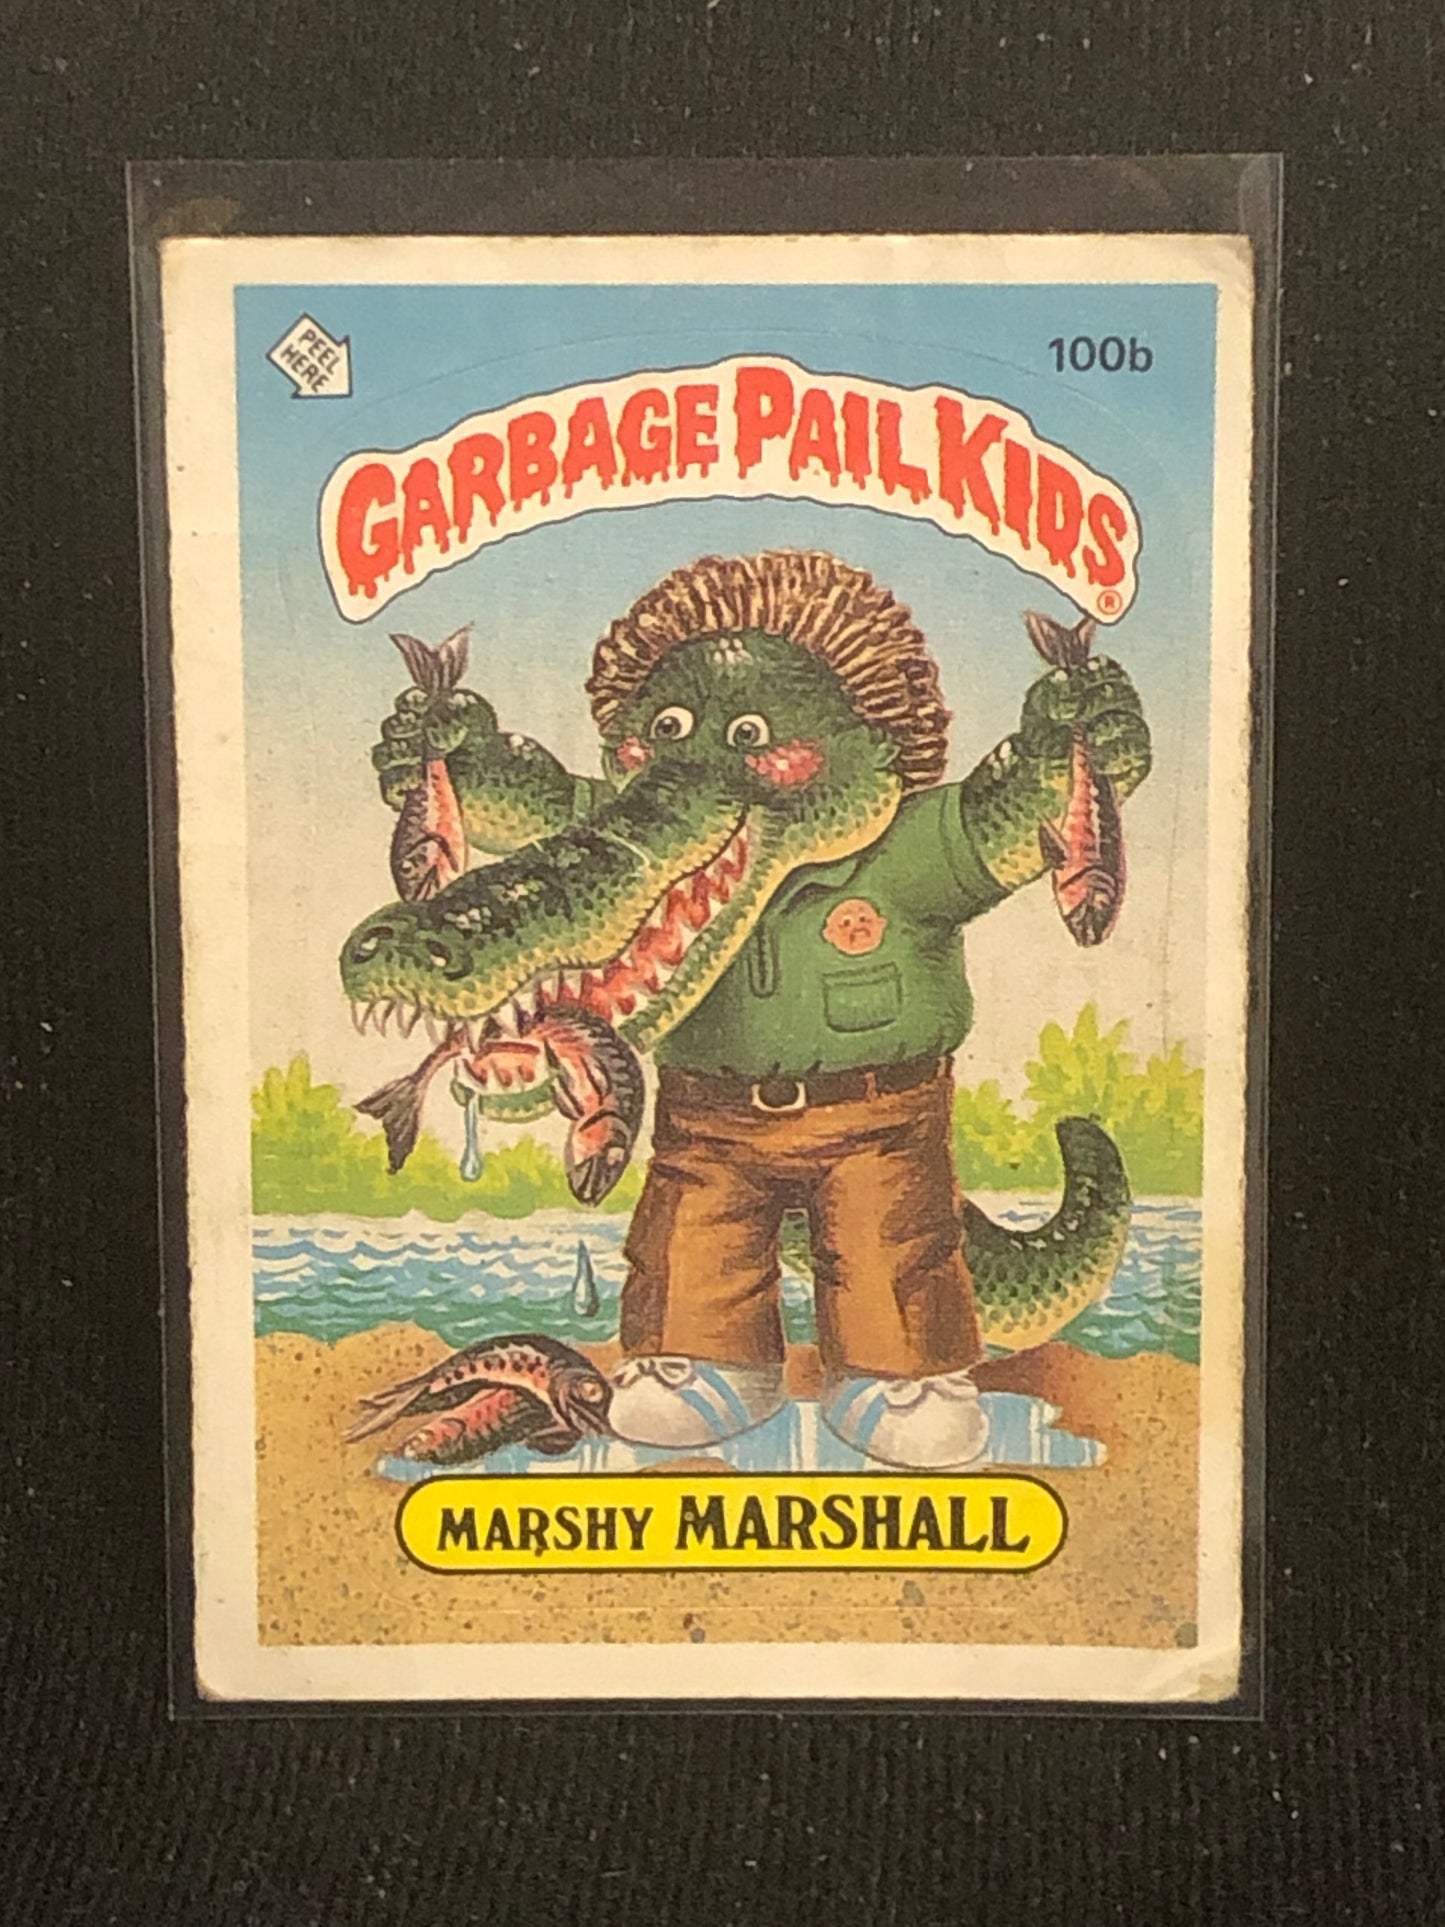 PEEL
HERE
100b
GARBAGE PAIL KIDS
®
MARSHY MARSHALL